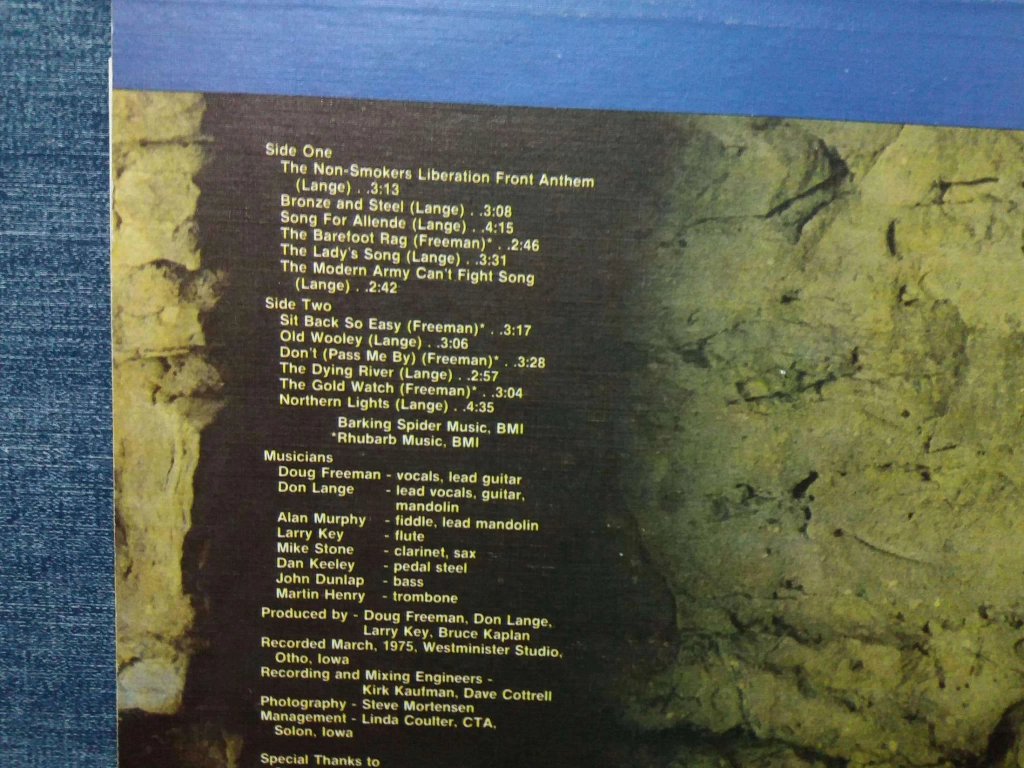 Side One
The Non-Smokers Liberation Front Anthem
(Lange) . .3:13
Bronze and Steel (Lange) . .3:08
Song For Allende (Lange) . .4:15
The Barefoot Rag (Freeman)* . .2:46
The Lady's Song (Lange) . .3:31
The Modern Army Can't Fight Song
(Lange) . .2:42
Side Two
Sit Back So Easy (Freeman)* . .3:17
Old Wooley (Lange) . .3:06
Don't (Pass Me By) (Freeman)* . .3:28
The Dying River (Lange) . .2:57
The Gold Watch (Freeman)* . .3:04
Northern Lights (Lange) . .4:35
Barking Spider Music, BMI
*Rhubarb Music, BMI
Musicians
Doug Freeman - vocals, lead guitar
Don Lange - lead vocals, guitar,
mandolin
Alan Murphy - fiddle, lead mandolin
Larry Key - flute
Mike Stone - clarinet, sax
Dan Keeley - pedal steel
John Dunlap - bass
Martin Henry - trombone
Produced by - Doug Freeman, Don Lange,
Larry Key, Bruce Kaplan
Recorded March, 1975, Westminister Studio,
Otho, Iowa
Recording and Mixing Engineers -
Kirk Kaufman, Dave Cottrell
Photography - Steve Mortensen
Management - Linda Coulter, CTA,
Solon, Iowa
Special Thanks to